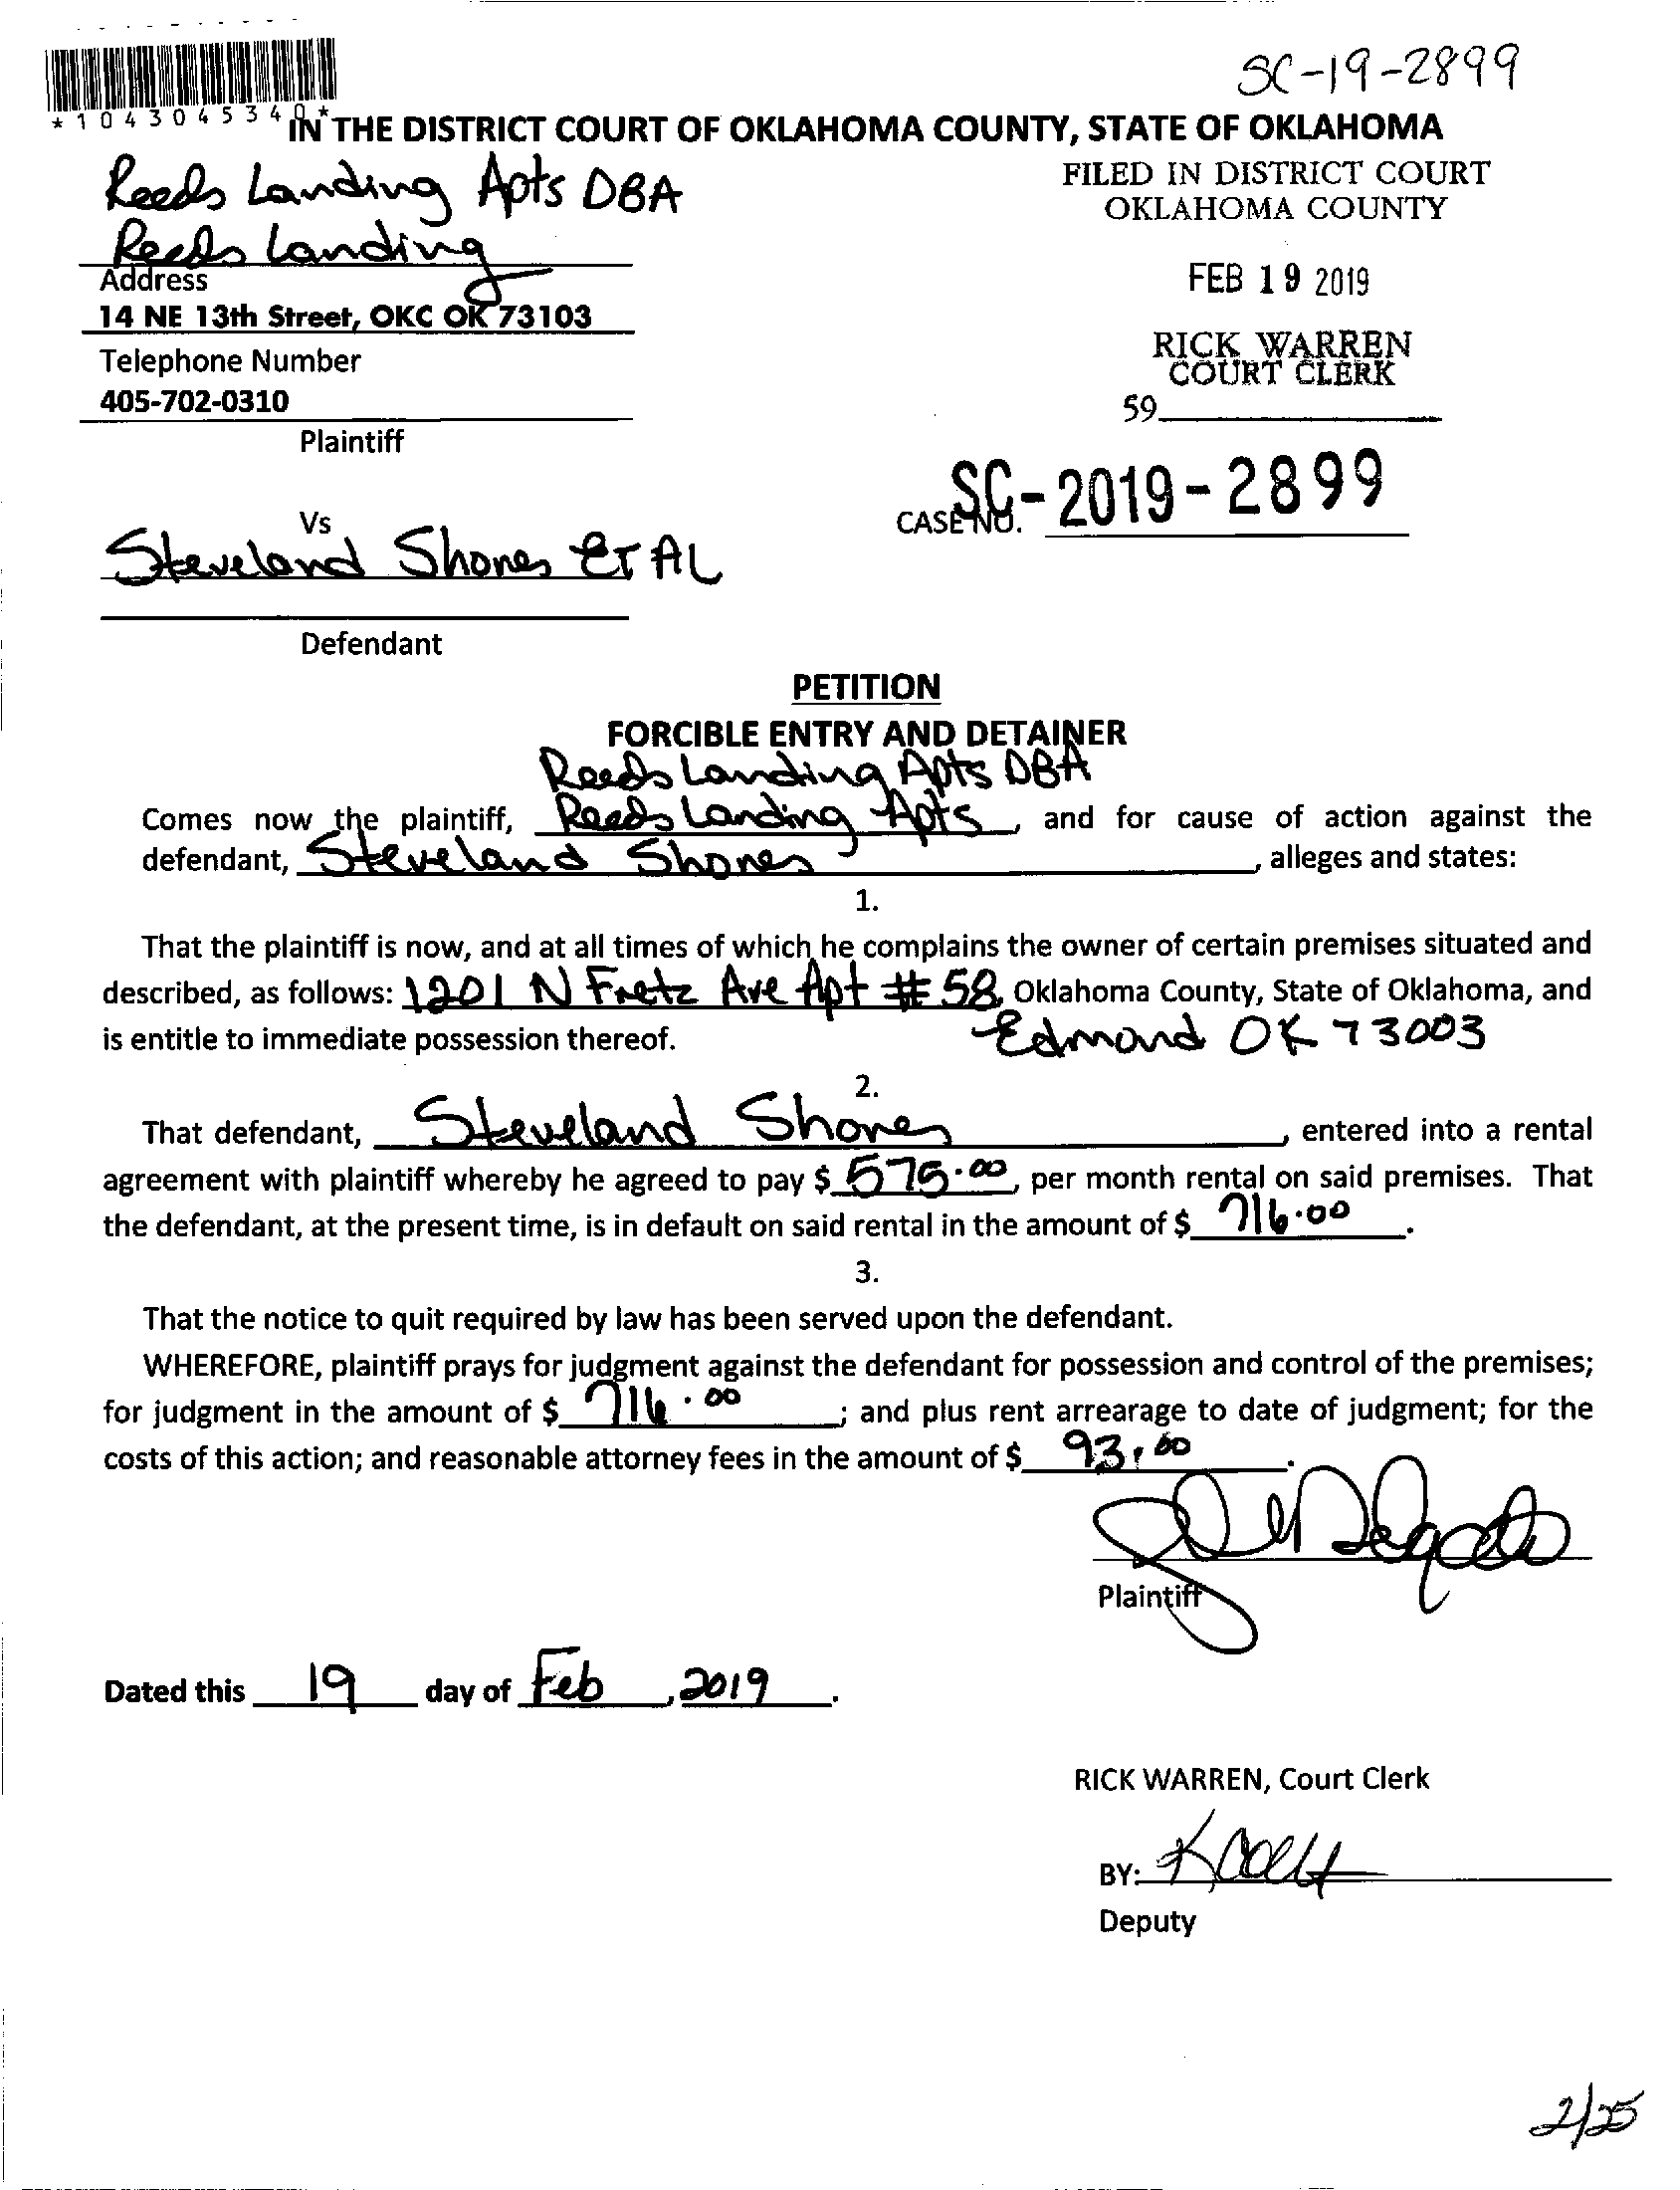 SC-19-2899
*1043045340*
IN THE DISTRICT COURT OF OKLAHOMA COUNTY, STATE OF OKLAHOMA
Reeds Landing Apts DBA
Reeds Landing
Address
14 NE 13th Street, OKC OK 73103
Telephone Number
405-702-0310
Plaintiff
FILED IN DISTRICT COURT
OKLAHOMA COUNTY
FEB 19 2019
RICK WARREN
COURT CLERK
59
CASE NO. SC-2019-2899
Vs
Steveland Shones ET AL
Defendant
PETITION
FORCIBLE ENTRY AND DETAINER
Reeds Landing Apts DBA
Comes now the plaintiff, Reeds Landing Apts, and for cause of action against the
defendant, Steveland Shones, alleges and states:
1.
That the plaintiff is now, and at all times of which he complains the owner of certain premises situated and
described, as follows: 1201 N Fretz Ave Apt # 58, Oklahoma County, State of Oklahoma, and
is entitle to immediate possession thereof. Edmond OK 73003
2.
That defendant, Steveland Shones, entered into a rental
agreement with plaintiff whereby he agreed to pay $ 575.00, per month rental on said premises. That
the defendant, at the present time, is in default on said rental in the amount of $ 716.00.
3.
That the notice to quit required by law has been served upon the defendant.
WHEREFORE, plaintiff prays for judgment against the defendant for possession and control of the premises;
for judgment in the amount of $ 716.00; and plus rent arrearage to date of judgment; for the
costs of this action; and reasonable attorney fees in the amount of $ 93.00.
Plaintiff
Dated this 19 day of Feb, 2019.
RICK WARREN, Court Clerk
BY:
Deputy
2/25